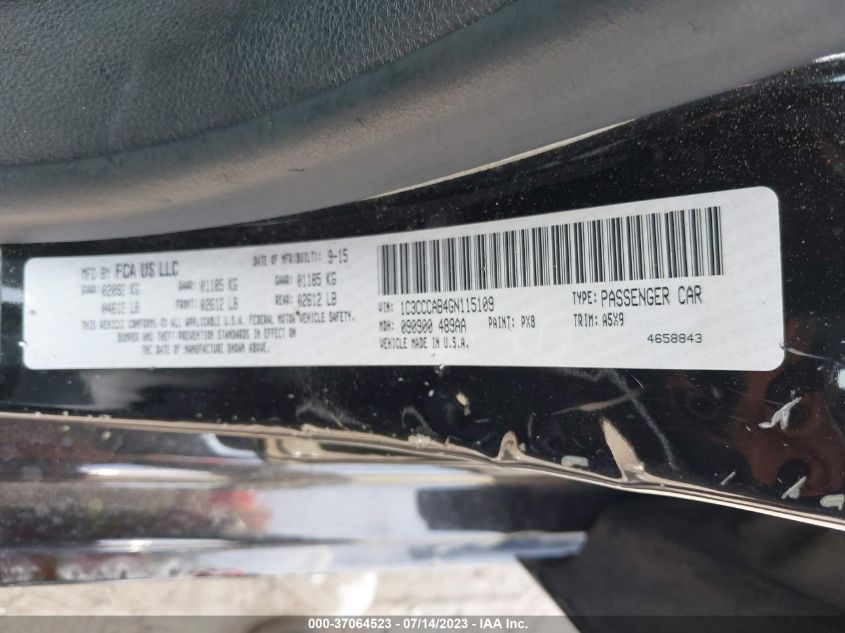 MFD BY FCA US LLC DATE OF MFR(BUILT): 9-15
GVWR: 02092 KG GAWR: 01185 KG GAWR: 01185 KG
04612 LB FRONT: 02612 LB REAR: 02612 LB
THIS VEHICLE CONFORMS TO ALL APPLICABLE U.S.A. FEDERAL MOTOR VEHICLE SAFETY,
BUMPER AND THEFT PREVENTION STANDARDS IN EFFECT ON
THE DATE OF MANUFACTURE SHOWN ABOVE.
VIN: 1C3CCCAB4GN115109 TYPE: PASSENGER CAR
MDH: 090900 489AA PAINT: PX8 TRIM: A5X9
VEHICLE MADE IN U.S.A. 4658843
000-37064523 - 07/14/2023 - IAA Inc.